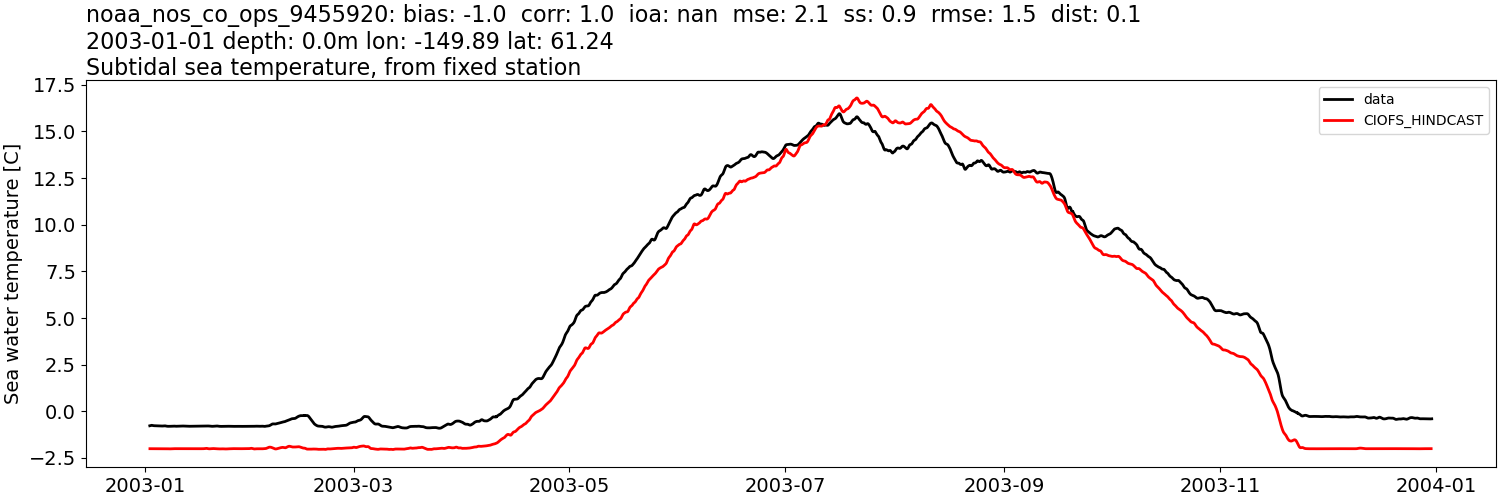 noaa_nos_co_ops_9455920: bias: -1.0  corr: 1.0  ioa: nan  mse: 2.1  ss: 0.9  rmse: 1.5  dist: 0.1
2003-01-01 depth: 0.0m lon: -149.89 lat: 61.24
Subtidal sea temperature, from fixed station
Sea water temperature [C]
17.5
15.0
12.5
10.0
7.5
5.0
2.5
0.0
−2.5
data
CIOFS_HINDCAST
2003-01
2003-03
2003-05
2003-07
2003-09
2003-11
2004-01